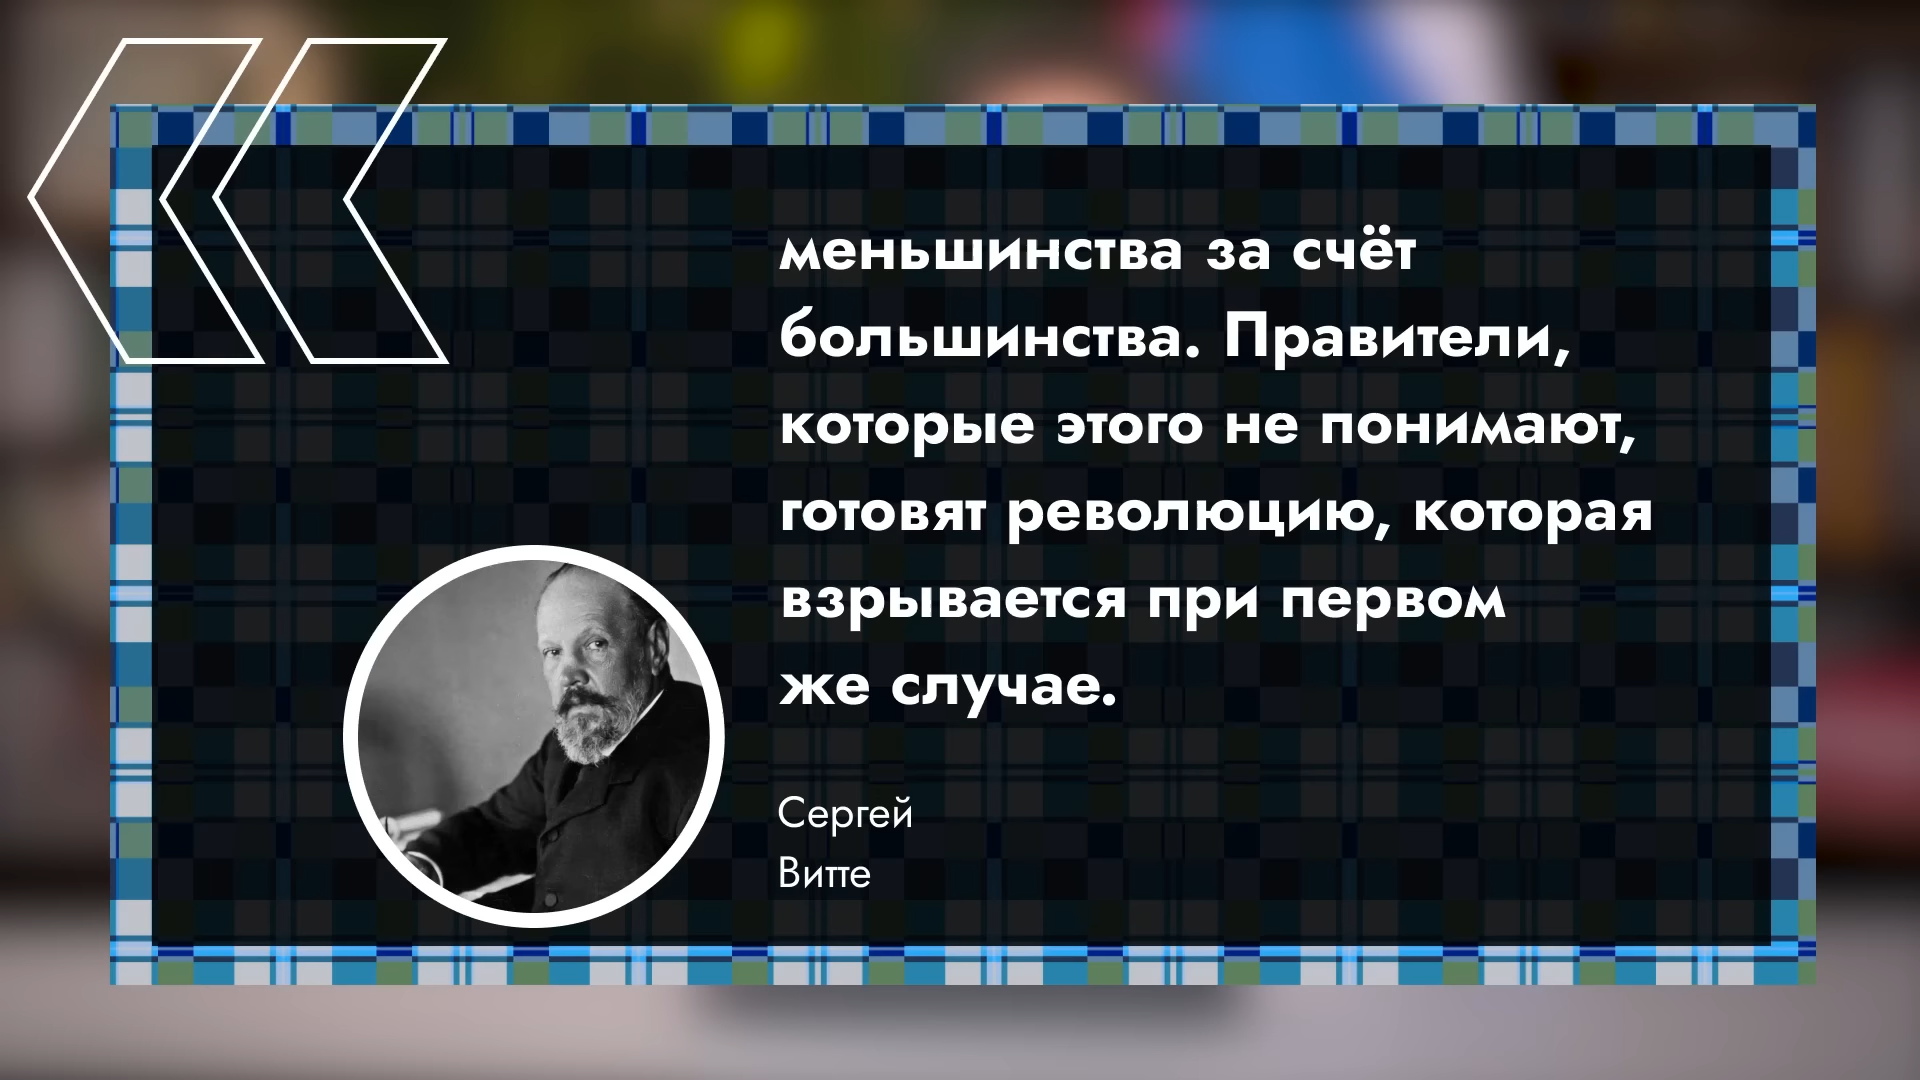 меньшинства за счёт
большинства. Правители,
которые этого не понимают,
готовят революцию, которая
взрывается при первом
же случае.
Сергей
Витте